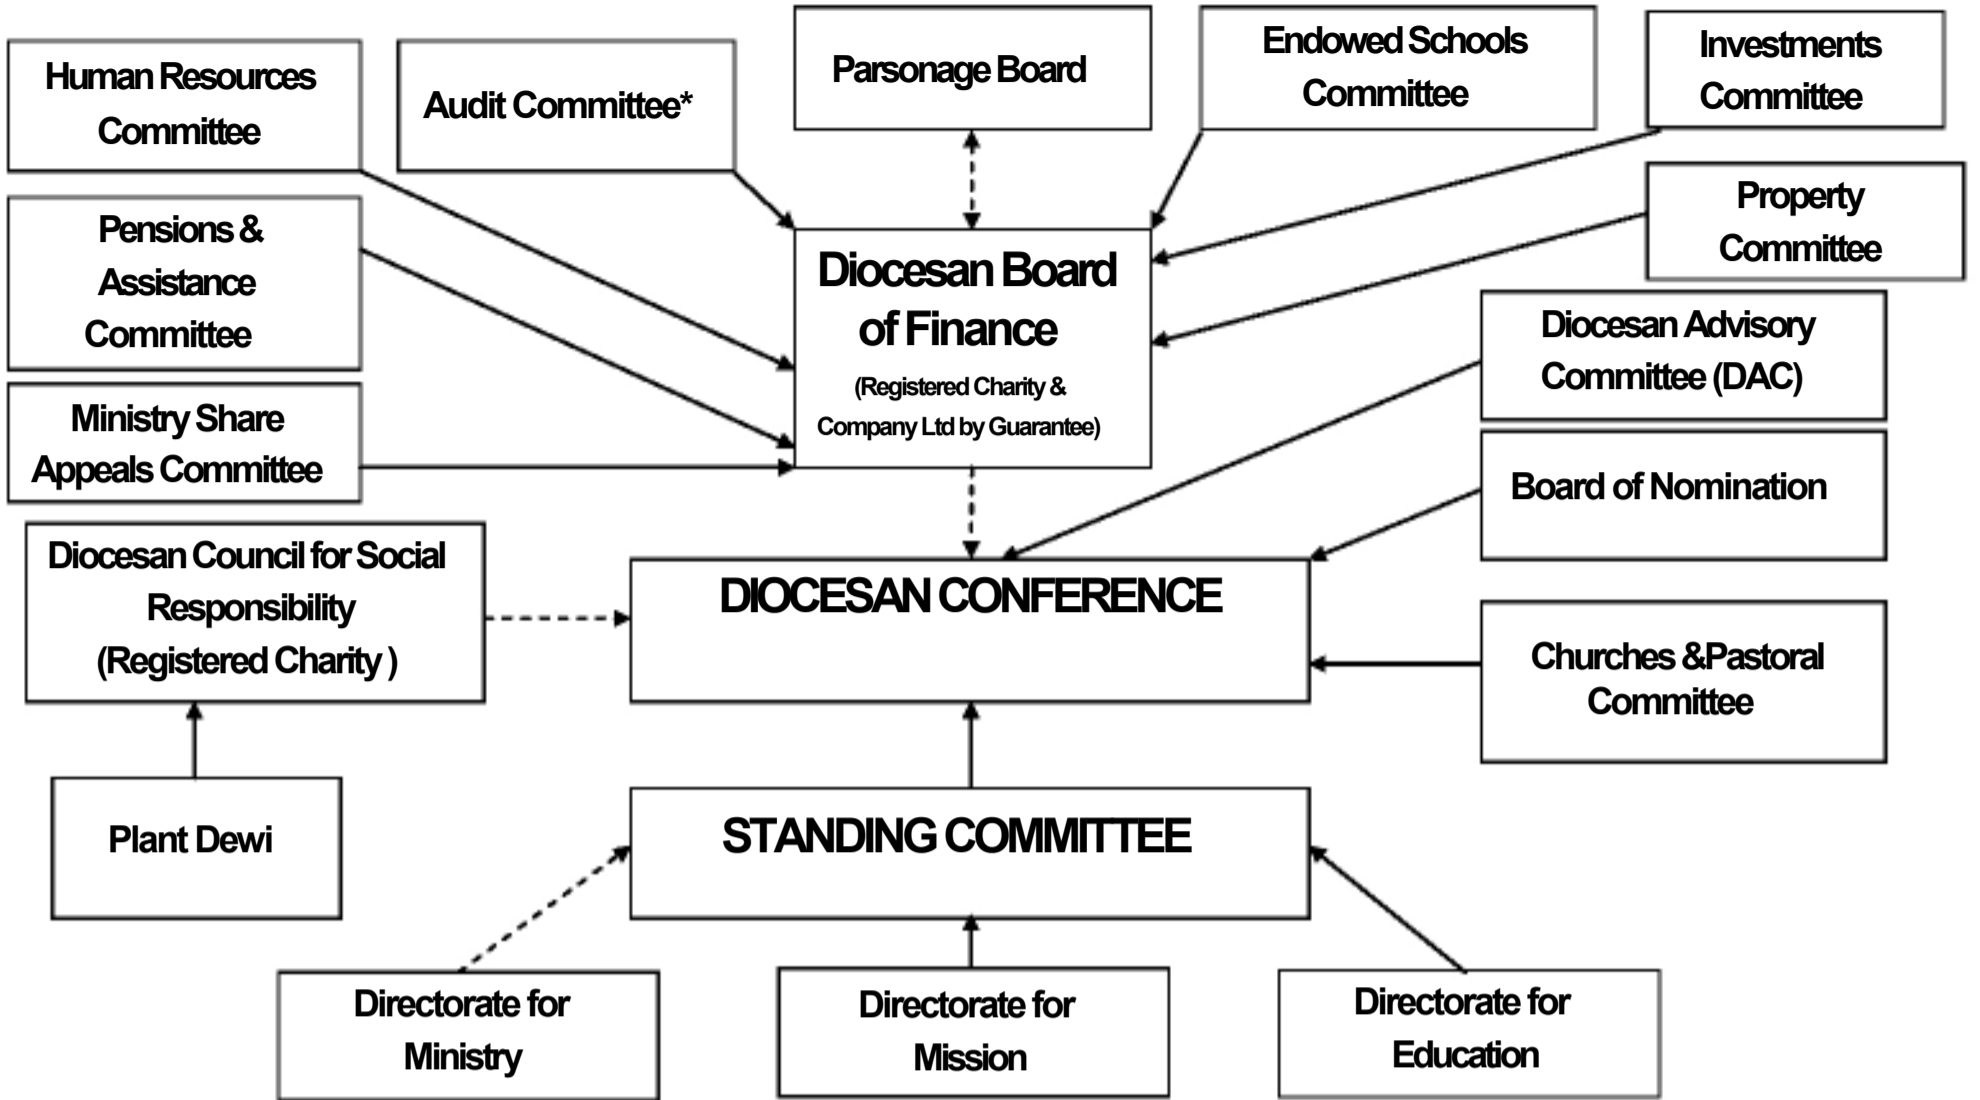 Human Resources
Committee
Audit Committee*
Parsonage Board
Endowed Schools
Committee
Investments
Committee
Pensions &
Assistance
Committee
Diocesan Board
of Finance
(Registered Charity &
Company Ltd by Guarantee)
Property
Committee
Ministry Share
Appeals Committee
Diocesan Advisory
Committee (DAC)
Board of Nomination
Diocesan Council for Social
Responsibility
(Registered Charity )
DIOCESAN CONFERENCE
Churches &Pastoral
Committee
Plant Dewi
STANDING COMMITTEE
Directorate for
Ministry
Directorate for
Mission
Directorate for
Education